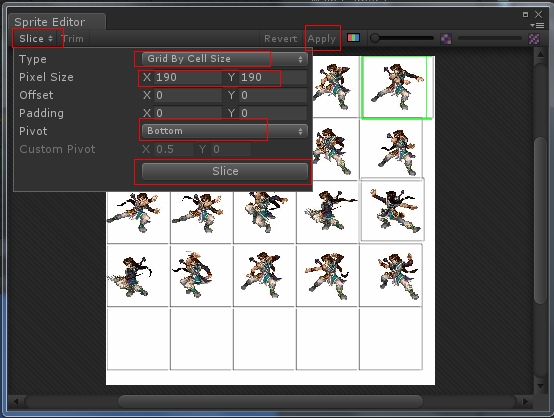 Sprite Editor
Slice Trim Revert Apply
Type Grid By Cell Size
Pixel Size X 190 Y 190
Offset X 0 Y 0
Padding X 0 Y 0
Pivot Bottom
Custom Pivot X 0.5 Y 0
Slice